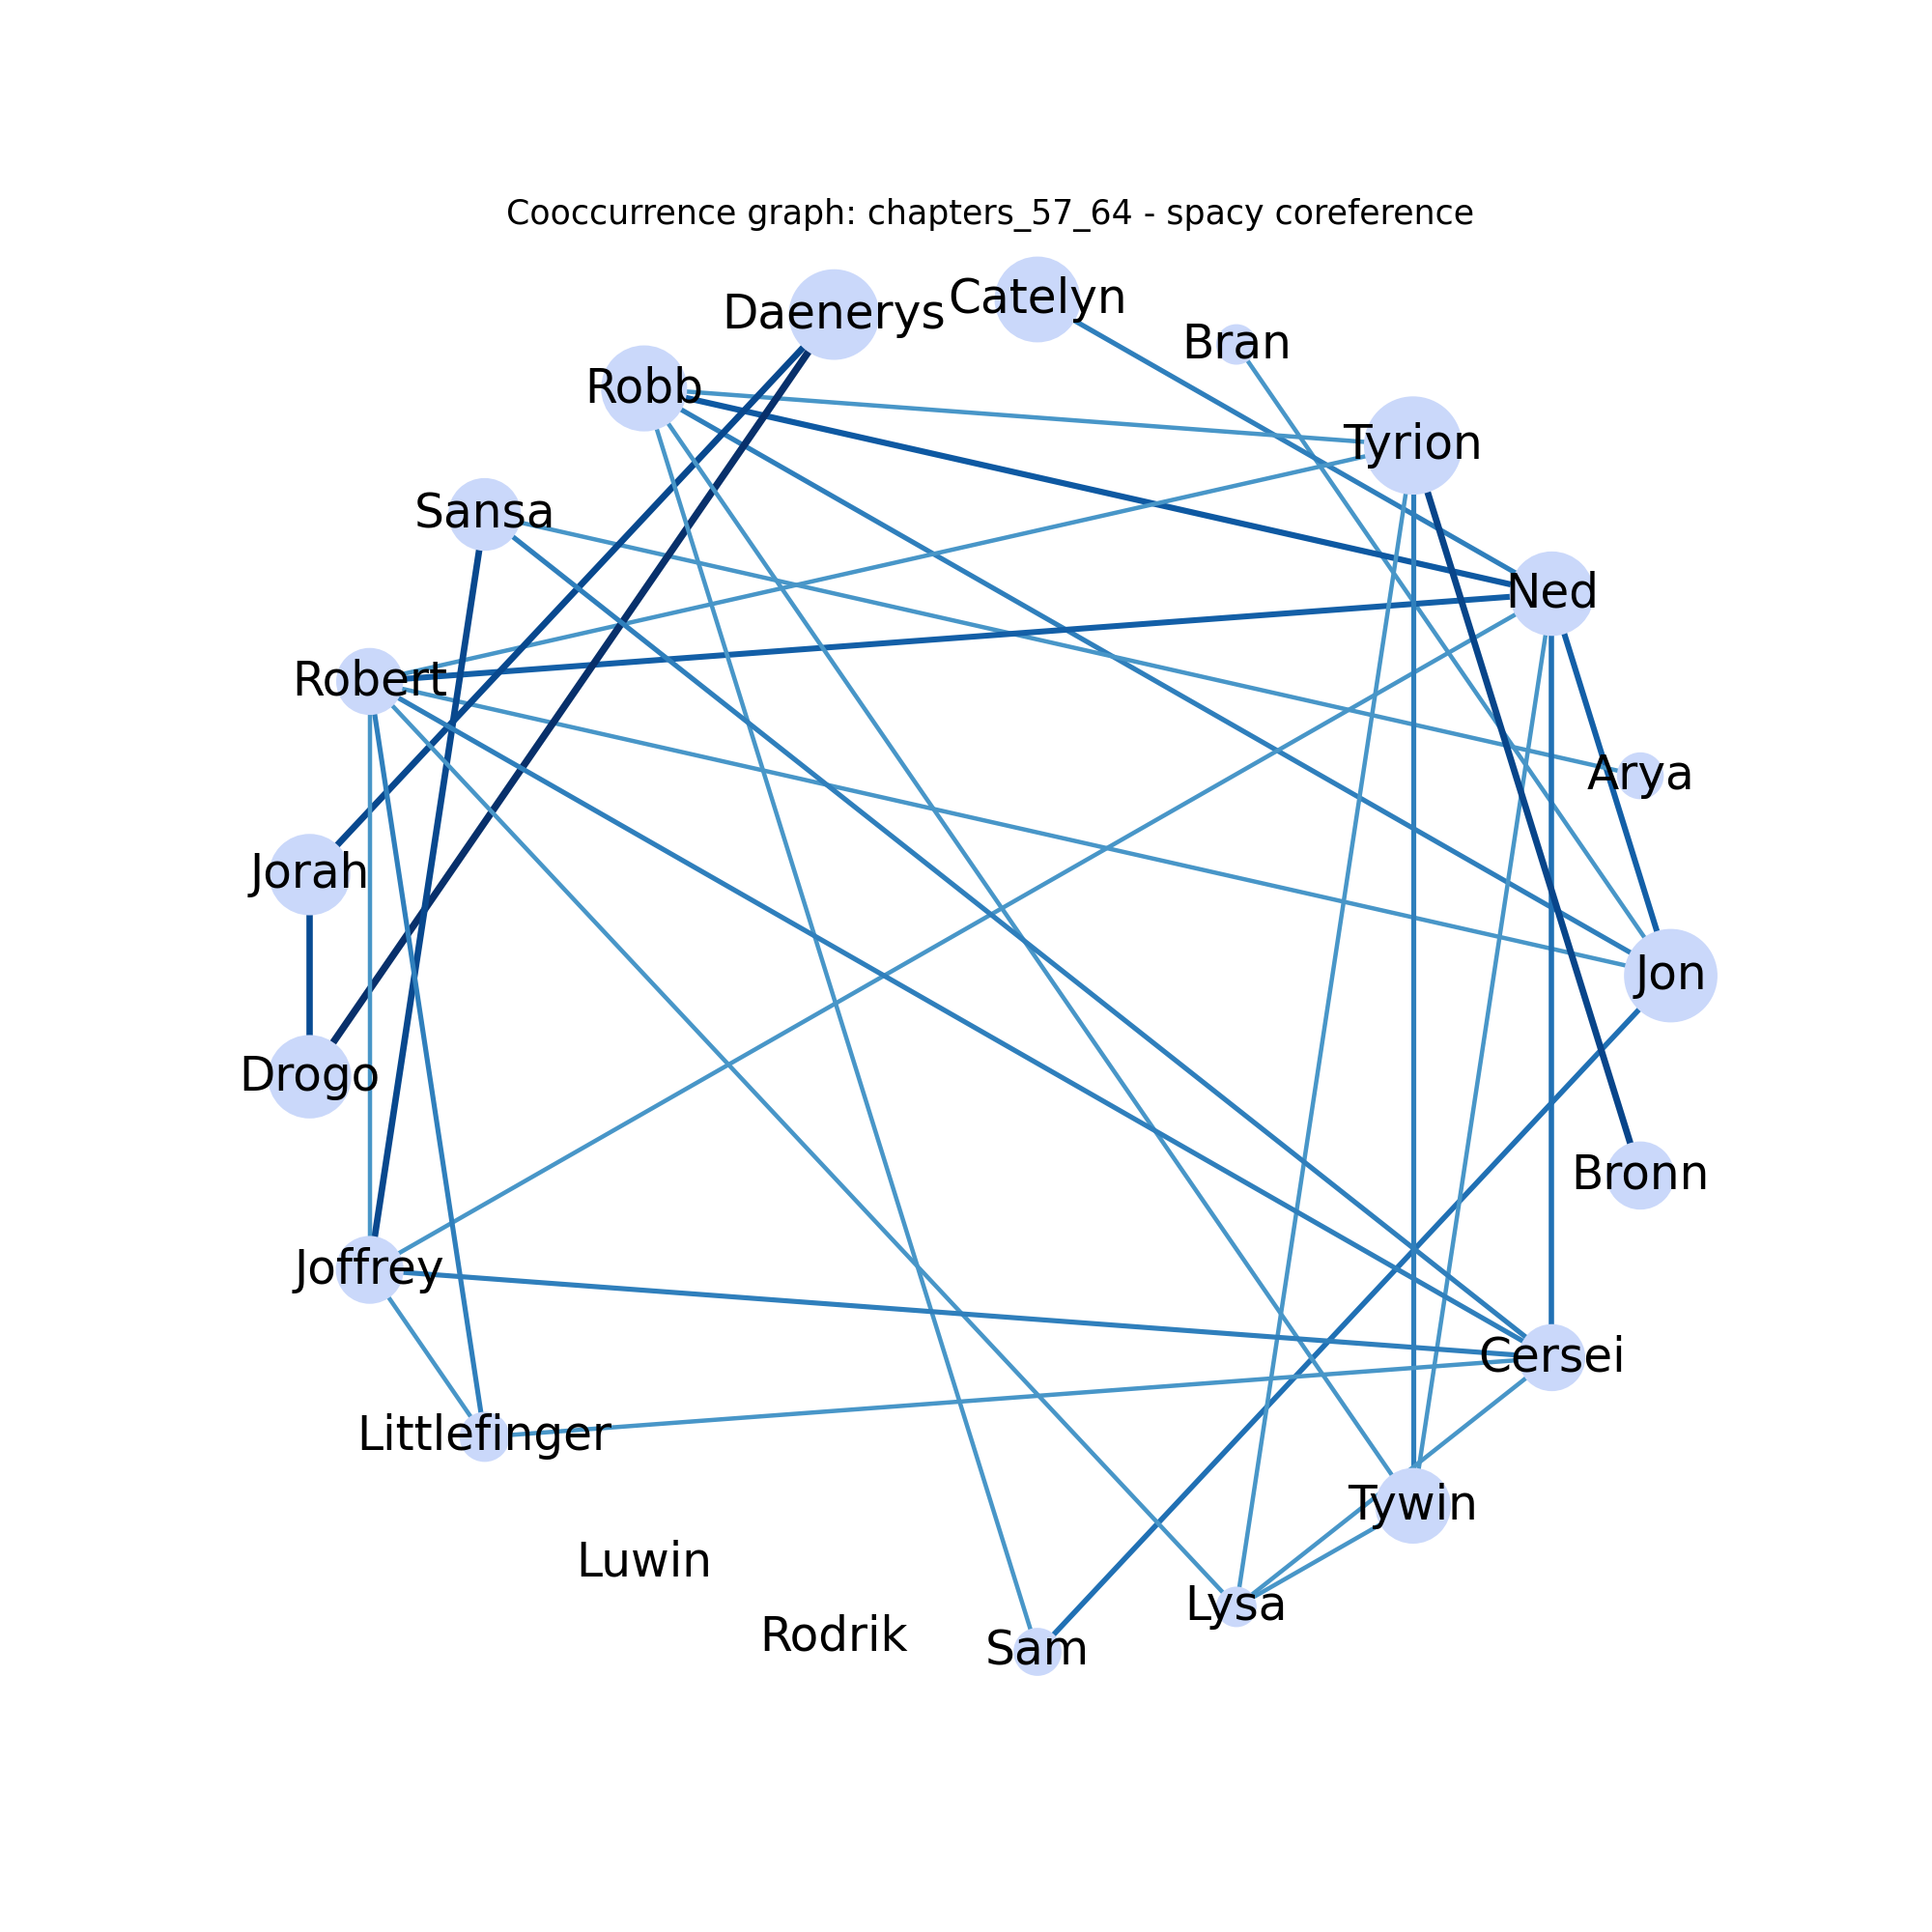 Cooccurrence graph: chapters_57_64 - spacy coreference
Catelyn
Daenerys
Bran
Robb
Tyrion
Sansa
Ned
Robert
Arya
Jorah
Jon
Drogo
Bronn
Joffrey
Cersei
Littlefinger
Tywin
Luwin
Lysa
Rodrik
Sam